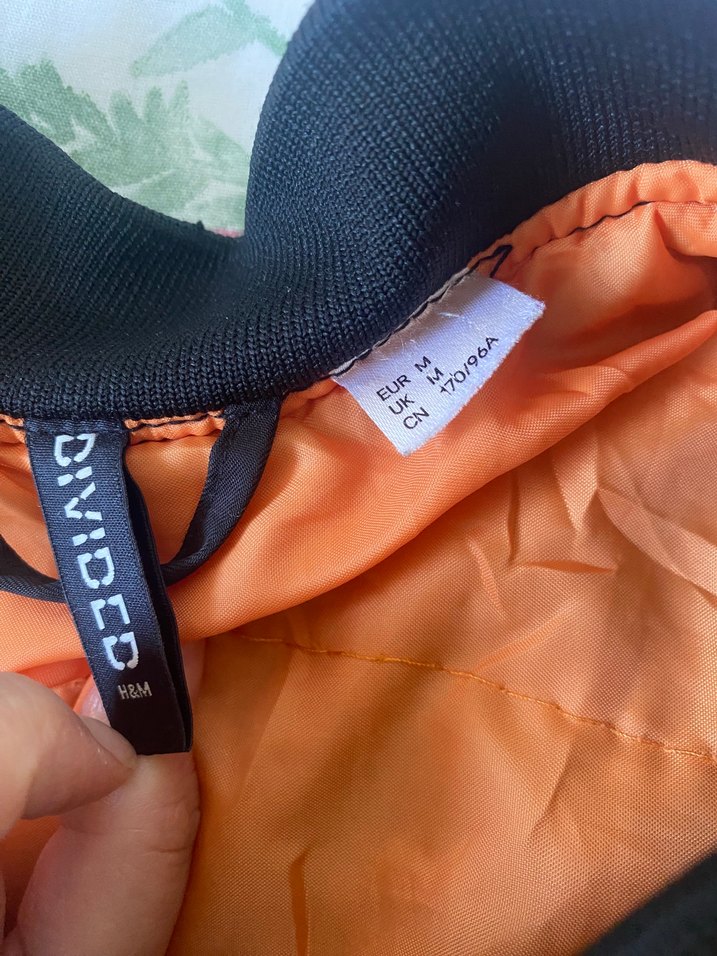 EUR M
UK M
CN 170/96A
DIVIDED
H&M